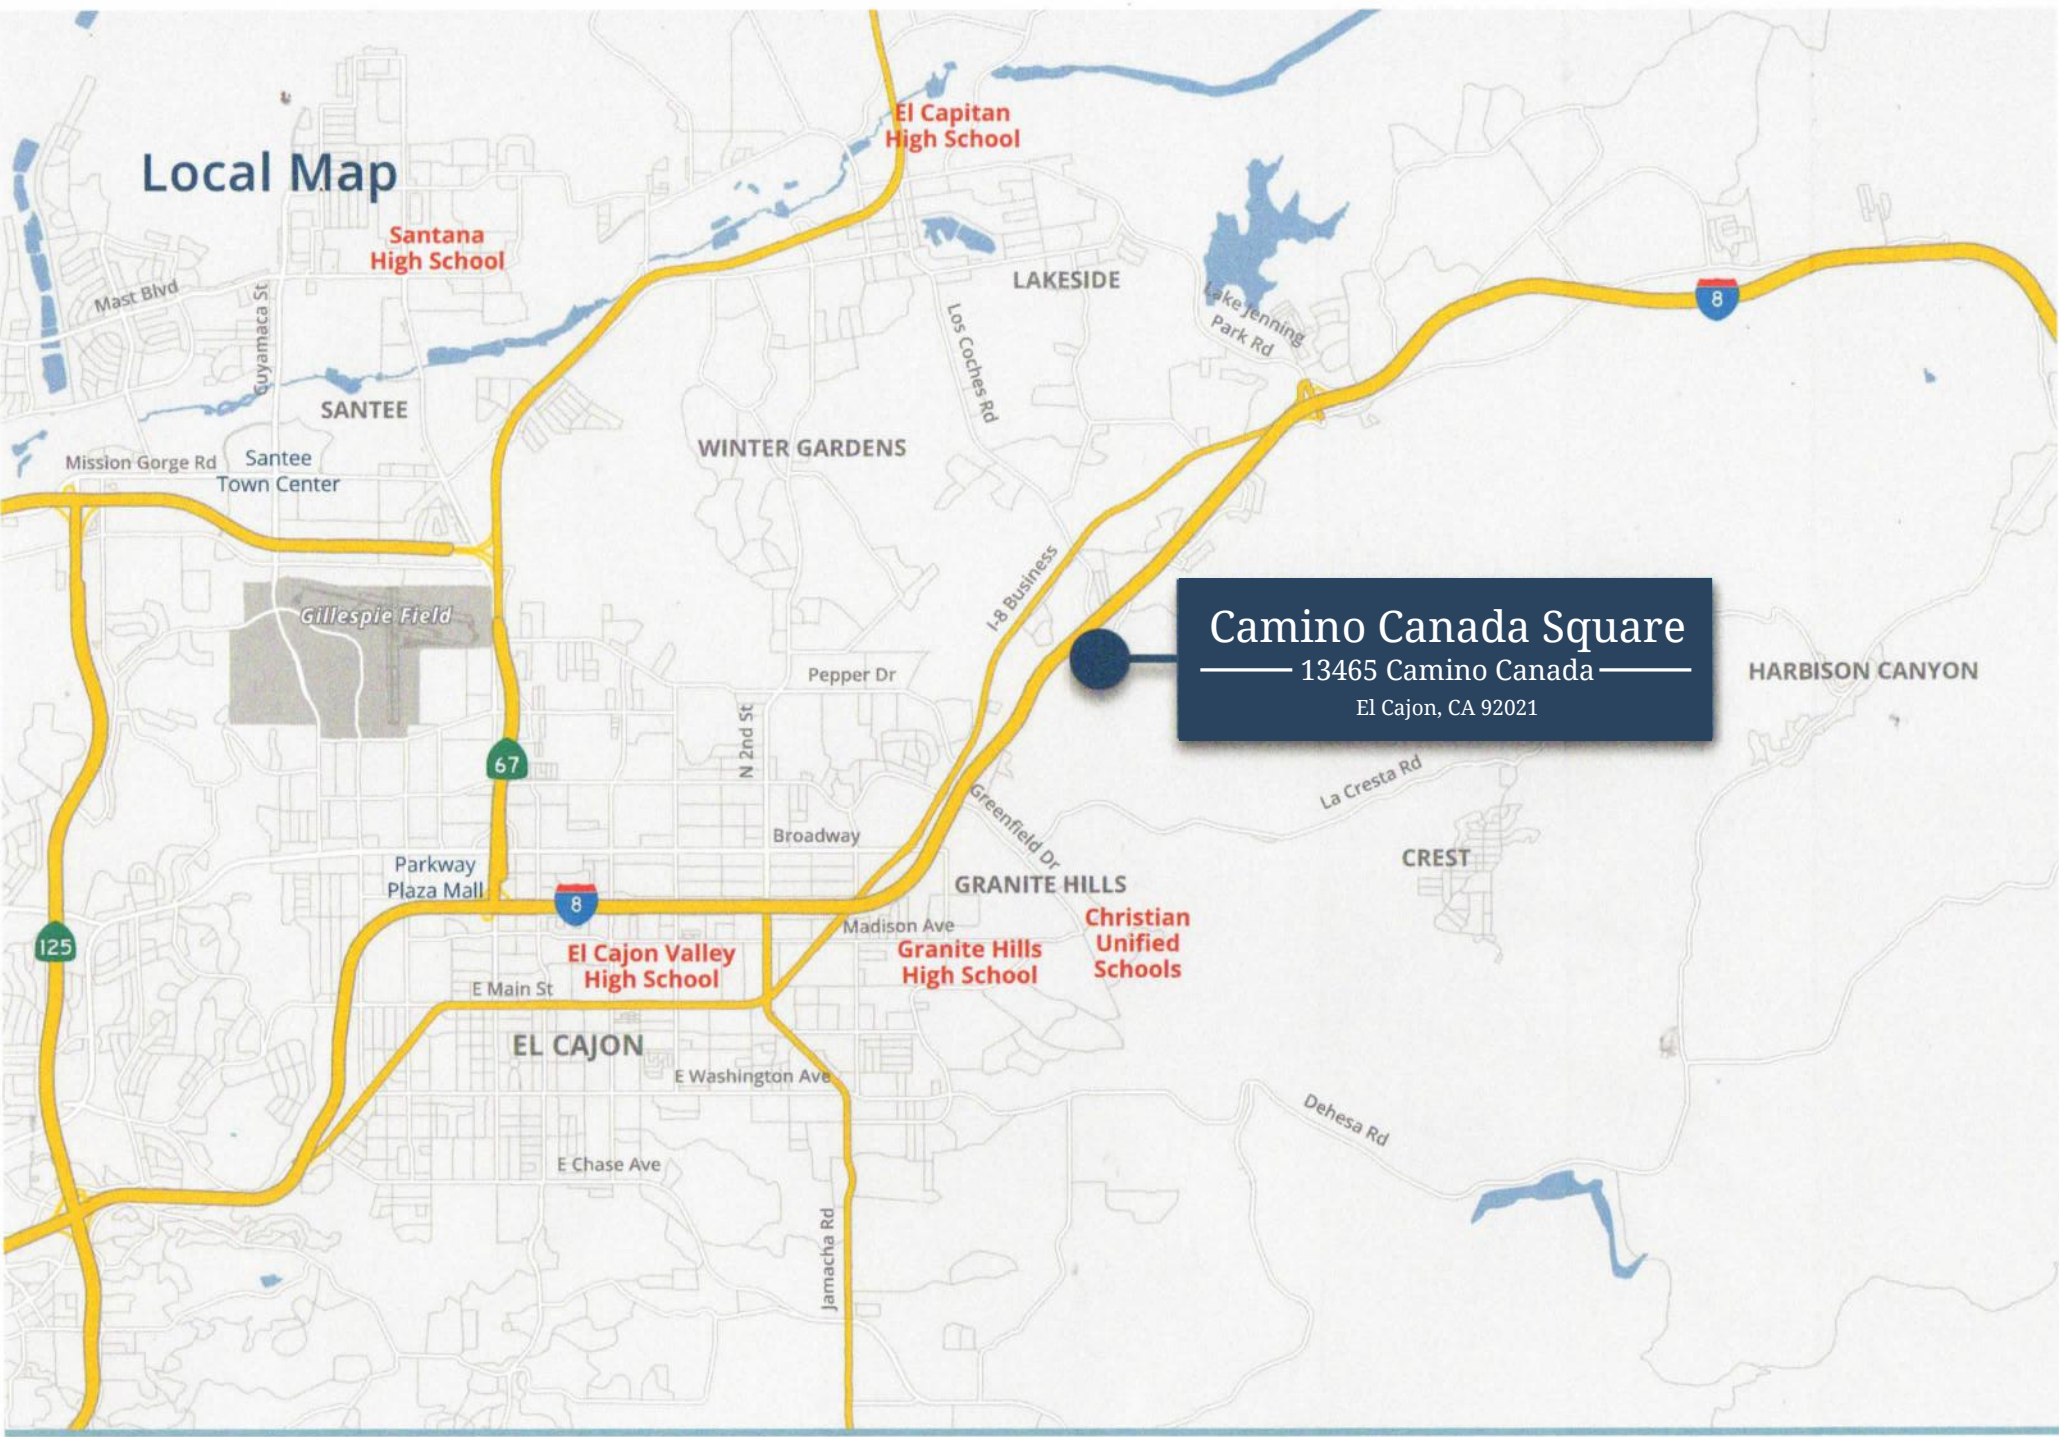 El Capitan
High School
Local Map
Santana
High School
LAKESIDE
Mast Blvd
Cuyamaca St
Lake Jenning
Park Rd
8
Los Coches Rd
SANTEE
WINTER GARDENS
Mission Gorge Rd
Santee
Town Center
I-8 Business
Gillespie Field
Camino Canada Square
13465 Camino Canada
El Cajon, CA 92021
HARBISON CANYON
Pepper Dr
N 2nd St
67
La Cresta Rd
Greenfield Dr
Broadway
CREST
Parkway
Plaza Mall
8
GRANITE HILLS
Madison Ave
Christian
Unified
Schools
125
El Cajon Valley
High School
Granite Hills
High School
E Main St
EL CAJON
E Washington Ave
Dehesa Rd
E Chase Ave
Jamacha Rd